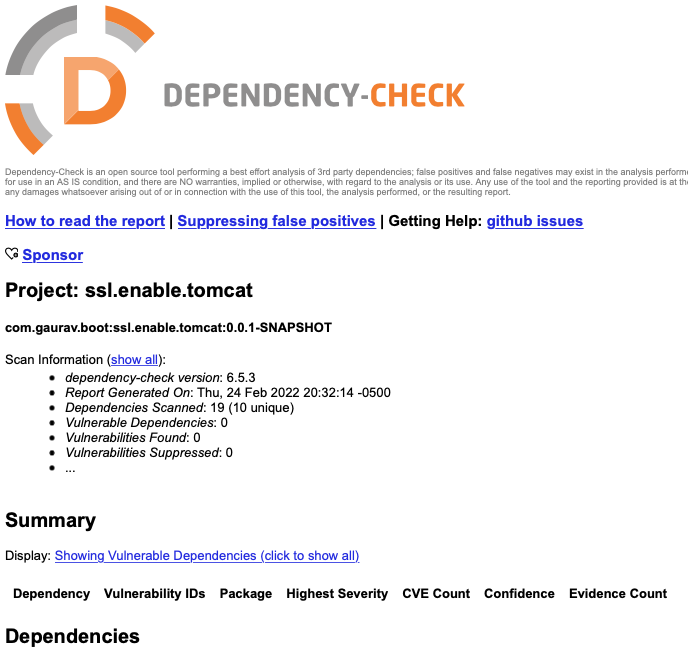 DEPENDENCY-CHECK
Dependency-Check is an open source tool performing a best effort analysis of 3rd party dependencies; false positives and false negatives may exist in the analysis performe
for use in an AS IS condition, and there are NO warranties, implied or otherwise, with regard to the analysis or its use. Any use of the tool and the reporting provided is at the
any damages whatsoever arising out of or in connection with the use of this tool, the analysis performed, or the resulting report.
How to read the report | Suppressing false positives | Getting Help: github issues
Sponsor
Project: ssl.enable.tomcat
com.gaurav.boot:ssl.enable.tomcat:0.0.1-SNAPSHOT
Scan Information (show all):
dependency-check version: 6.5.3
Report Generated On: Thu, 24 Feb 2022 20:32:14 -0500
Dependencies Scanned: 19 (10 unique)
Vulnerable Dependencies: 0
Vulnerabilities Found: 0
Vulnerabilities Suppressed: 0
...
Summary
Display: Showing Vulnerable Dependencies (click to show all)
Dependency Vulnerability IDs Package Highest Severity CVE Count Confidence Evidence Count
Dependencies